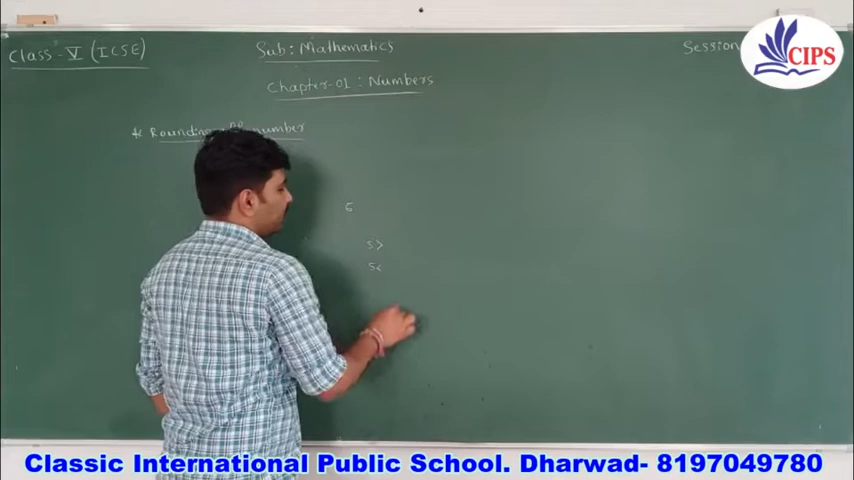 Class - V (ICSE)
Sub : Mathematics
Session
CIPS
Chapter-01 : Numbers
* Rounding number
5
5>
5<
Classic International Public School. Dharwad- 8197049780